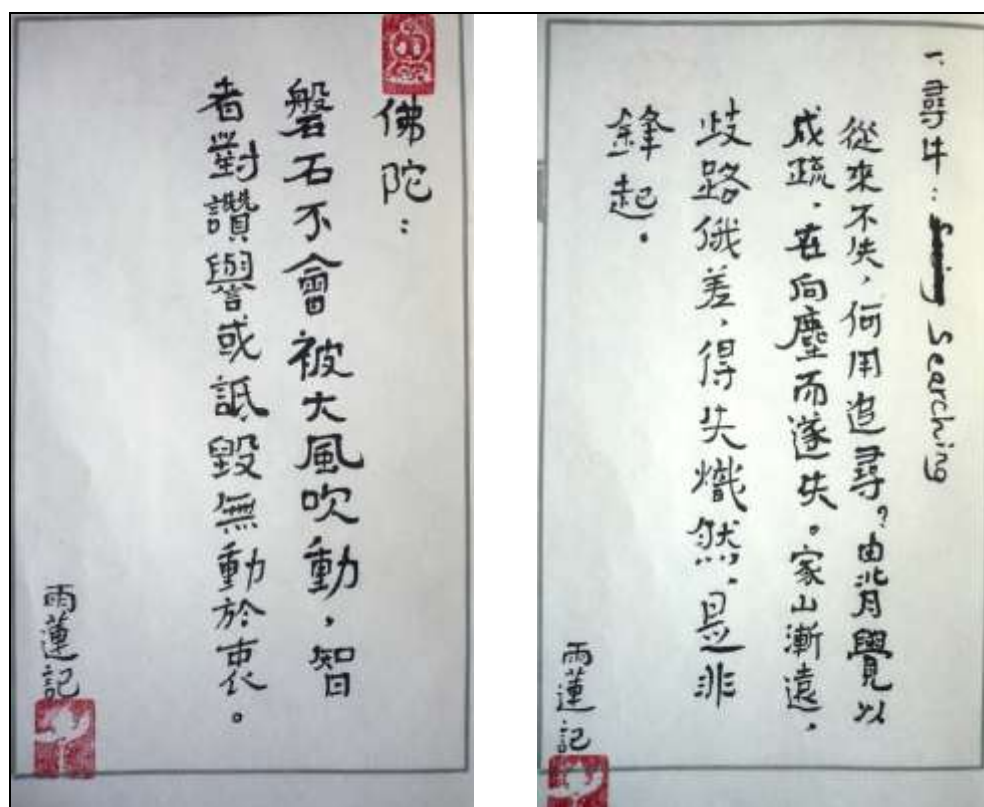 佛陀：
磐石不會被大風吹動，智
者對讚譽或詆毀無動於衷。
雨蓮記
一、尋牛：Searching
從來不失，何用追尋？由背覺以
成疏，在向塵而遂失。家山漸遠，
歧路俄差，得失熾然，是非
鋒起。
雨蓮記